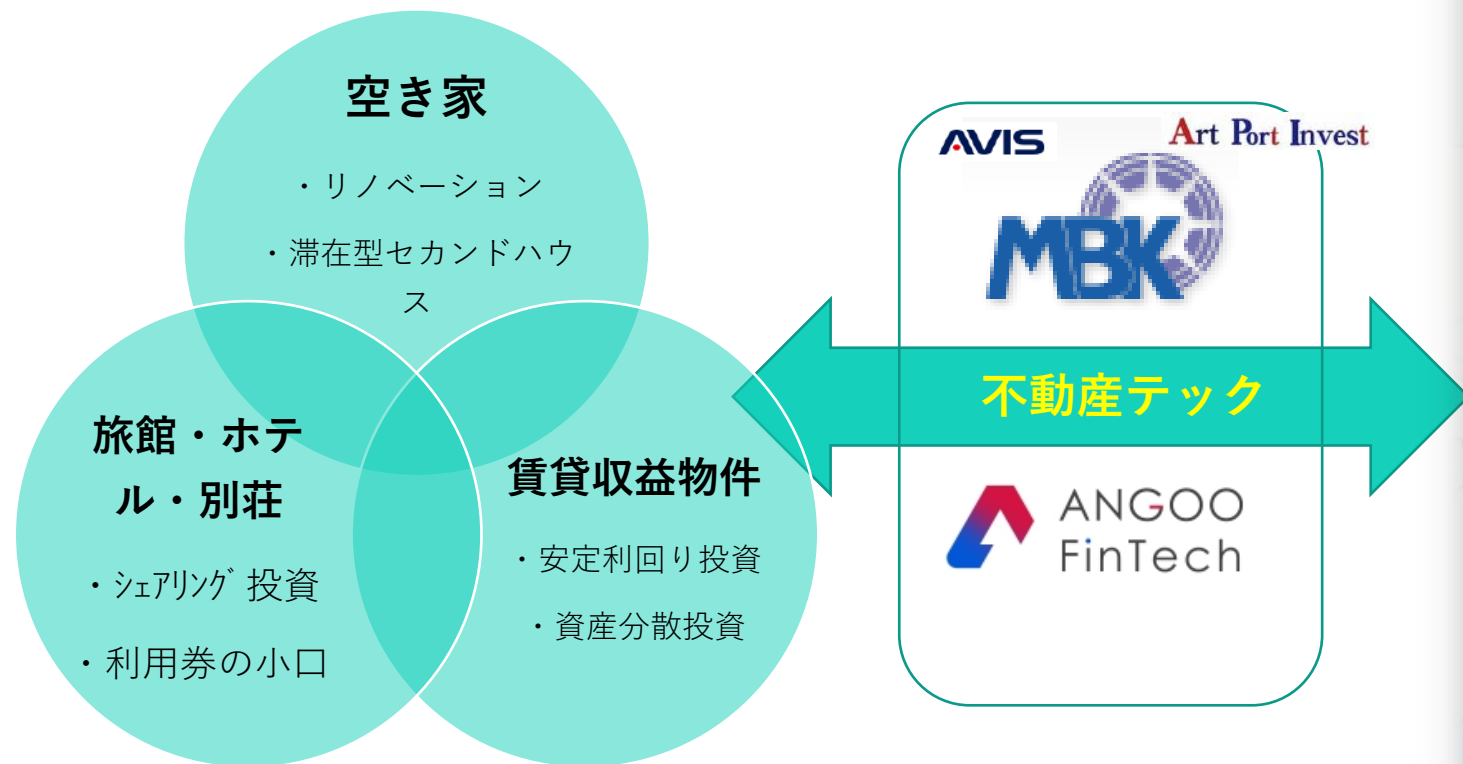 空き家
・リノベーション
・滞在型セカンドハウ
ス
旅館・ホテ
ル・別荘
・ｼｪｱﾘﾝｸﾞ投資
・利用券の小口
賃貸収益物件
・安定利回り投資
・資産分散投資
AVIS
Art Port Invest
MBK
不動産テック
ANGOO
FinTech